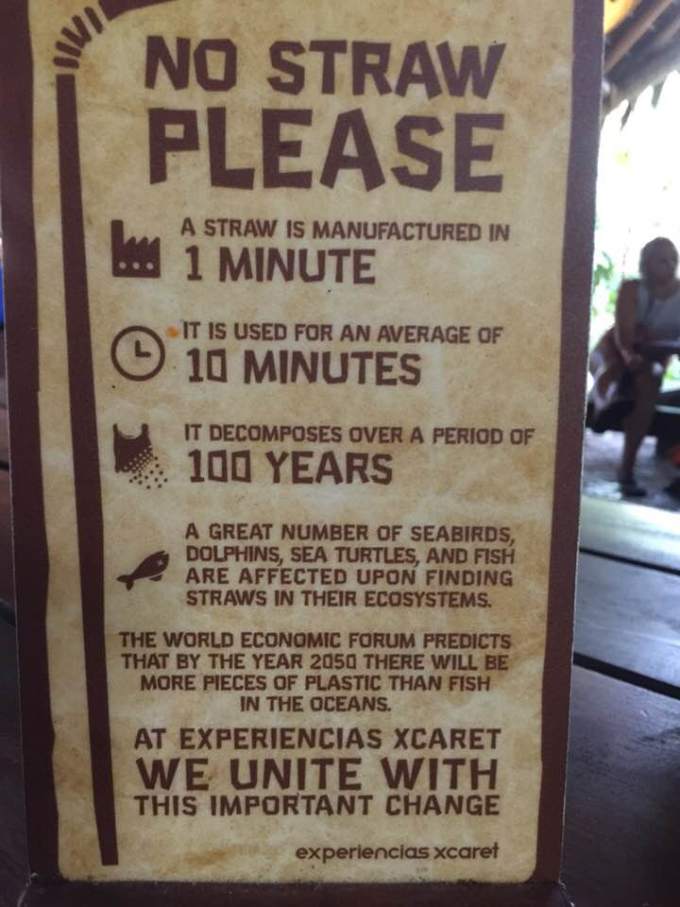 NO STRAW
PLEASE
A STRAW IS MANUFACTURED IN
1 MINUTE
IT IS USED FOR AN AVERAGE OF
10 MINUTES
IT DECOMPOSES OVER A PERIOD OF
100 YEARS
A GREAT NUMBER OF SEABIRDS,
DOLPHINS, SEA TURTLES, AND FISH
ARE AFFECTED UPON FINDING
STRAWS IN THEIR ECOSYSTEMS.
THE WORLD ECONOMIC FORUM PREDICTS
THAT BY THE YEAR 2050 THERE WILL BE
MORE PIECES OF PLASTIC THAN FISH
IN THE OCEANS.
AT EXPERIENCIAS XCARET
WE UNITE WITH
THIS IMPORTANT CHANGE
experiencias xcaret